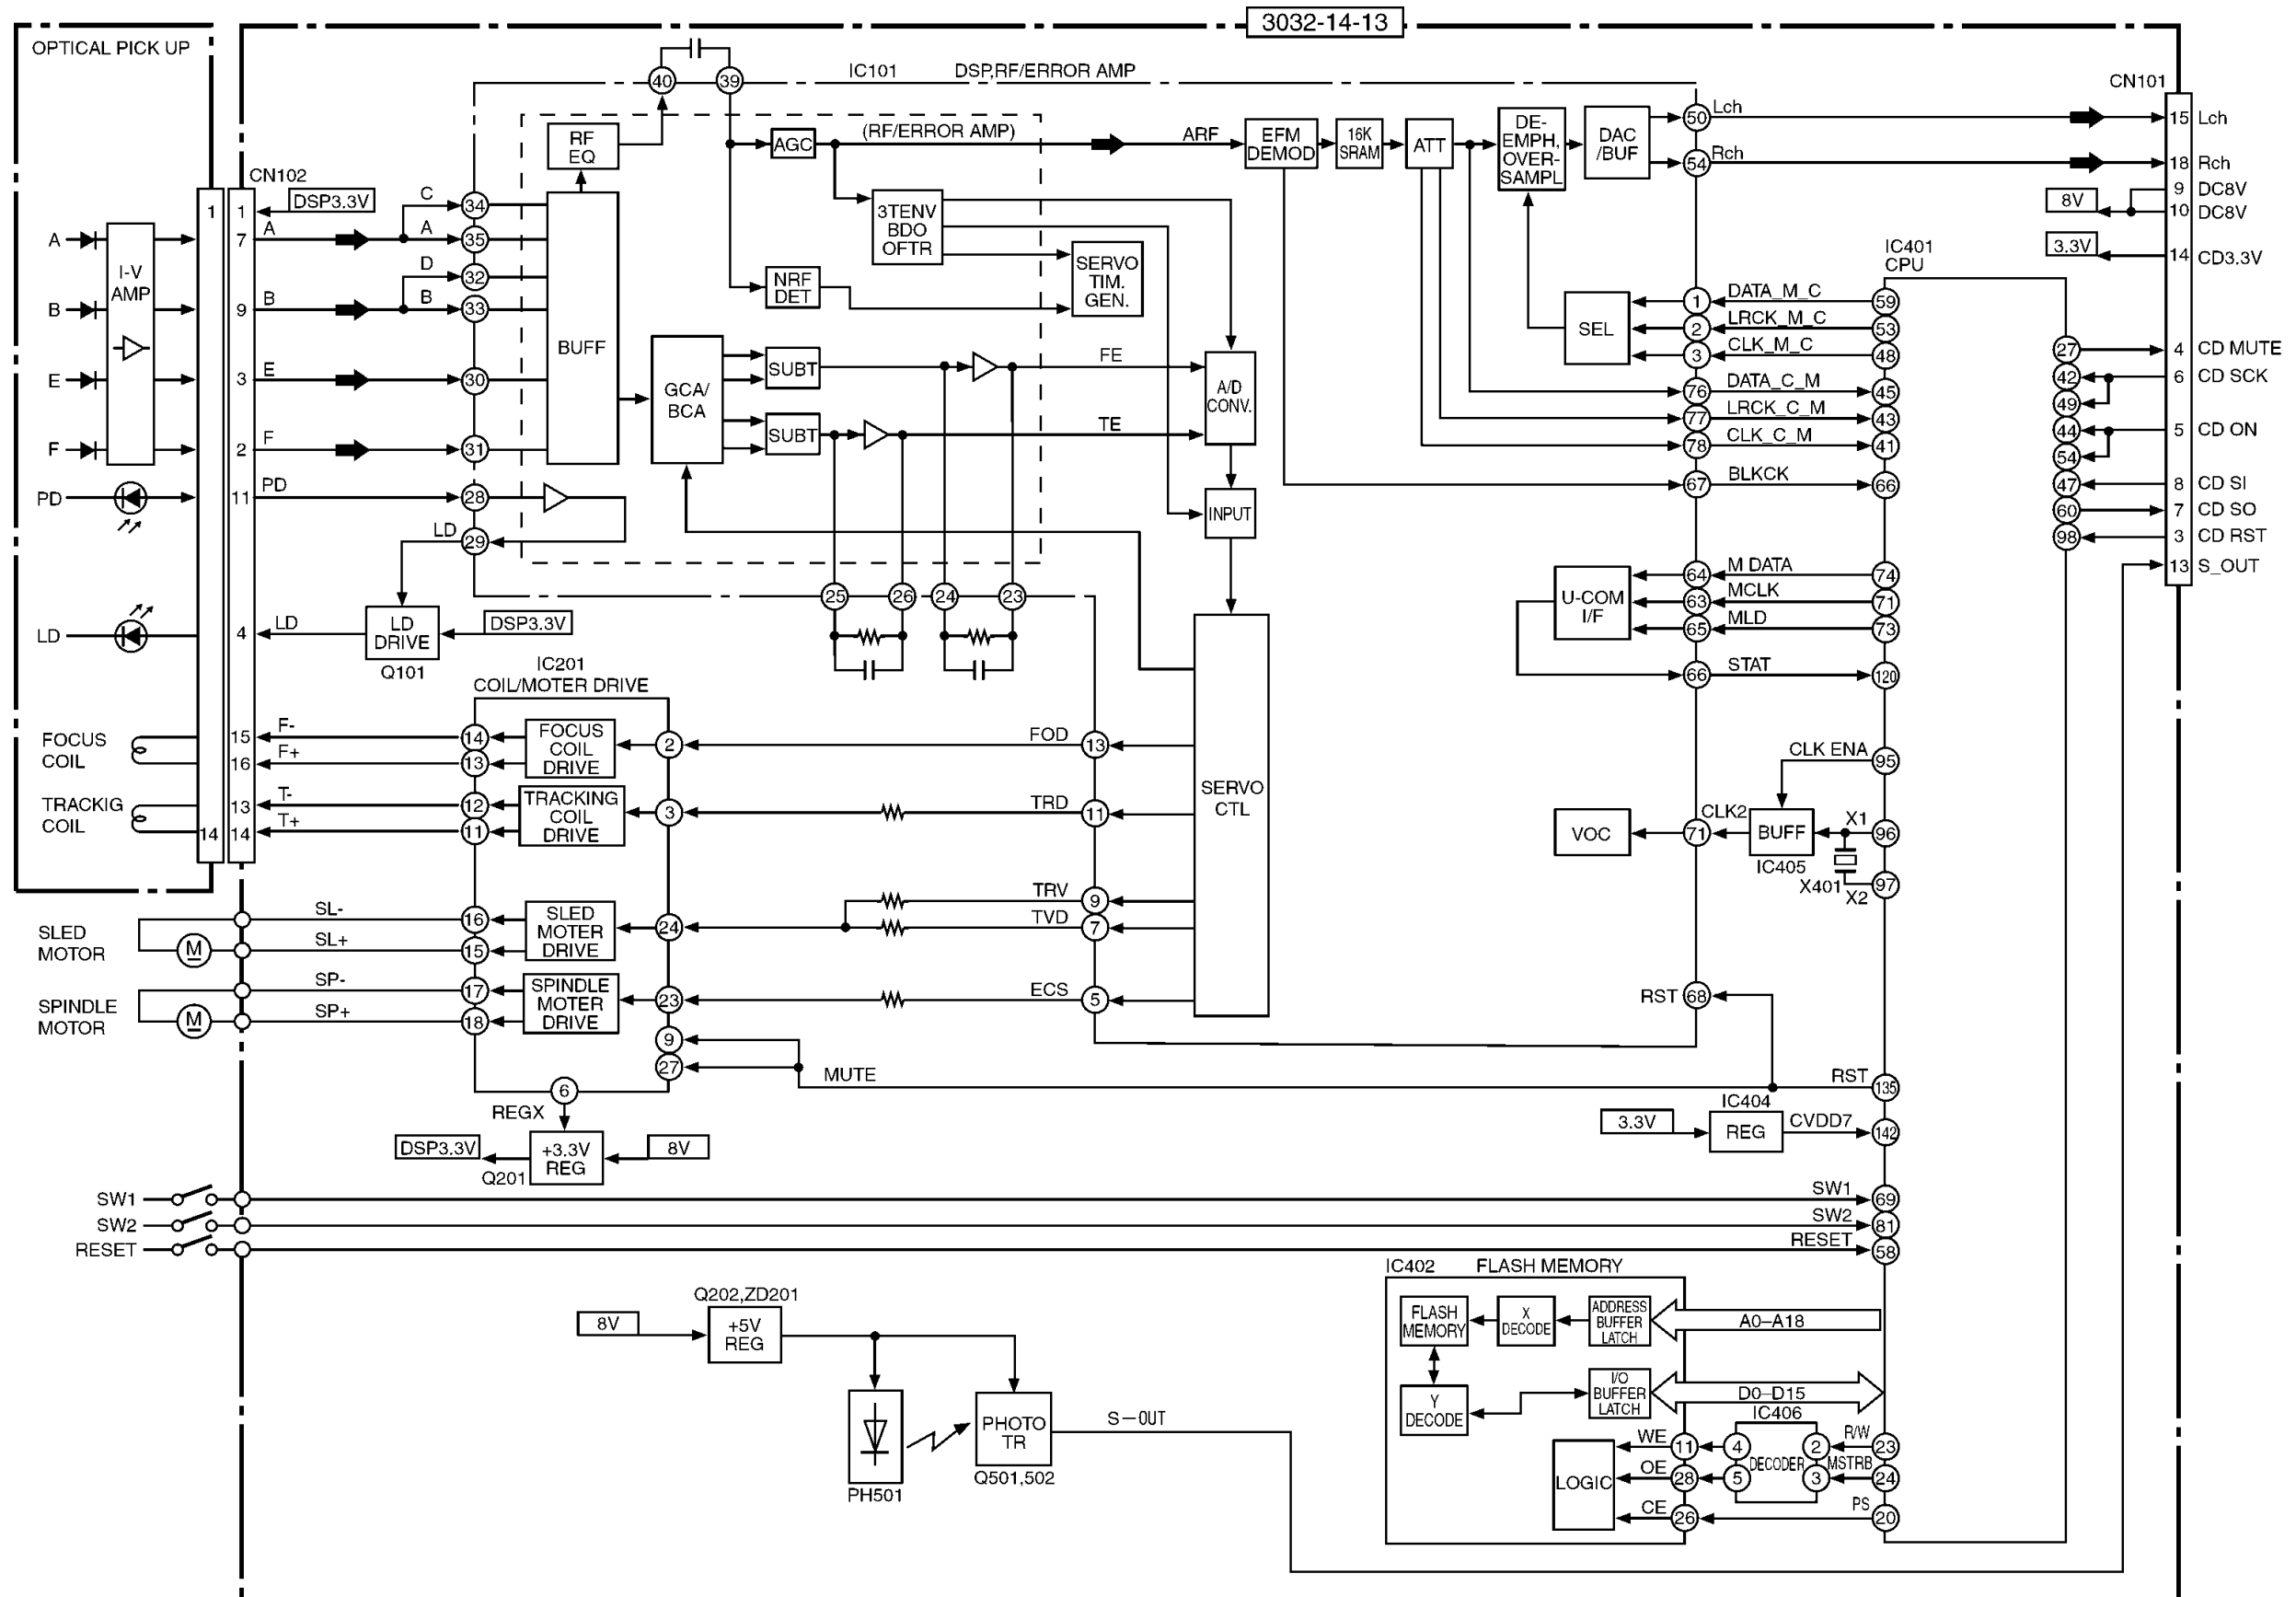 3032-14-13
OPTICAL PICK UP
IC101 DSP,RF/ERROR AMP
CN101
40
39
RF
EQ
AGC
(RF/ERROR AMP)
ARF
EFM
DEMOD
16K
SRAM
ATT
DE-
EMPH,
OVER-
SAMPL
DAC
/BUF
50
Lch
15
Lch
54
Rch
18
Rch
9
DC8V
8V
10
DC8V
3.3V
14
CD3.3V
CN102
1
1
DSP3.3V
A
B
E
F
I-V
AMP
7
A
C
34
A
35
D
32
9
B
B
33
3
E
30
2
F
31
PD
11
PD
28
LD
29
BUFF
3TENV
BDO
OFTR
NRF
DET
SERVO
TIM.
GEN.
GCA/
BCA
SUBT
SUBT
FE
TE
A/D
CONV.
INPUT
25
26
24
23
LD
4
LD
LD
DRIVE
DSP3.3V
Q101
SEL
1
DATA_M_C
59
2
LRCK_M_C
53
3
CLK_M_C
48
76
DATA_C_M
45
77
LRCK_C_M
43
78
CLK_C_M
41
67
BLKCK
66
IC401
CPU
27
4
CD MUTE
42
6
CD SCK
49
44
5
CD ON
54
47
8
CD SI
60
7
CD SO
98
3
CD RST
13
S_OUT
U-COM
I/F
64
M DATA
74
63
MCLK
71
65
MLD
73
66
STAT
120
IC201
COIL/MOTER DRIVE
FOCUS
COIL
15
F-
14
16
F+
13
FOCUS
COIL
DRIVE
2
FOD
13
TRACKIG
COIL
13
T-
12
14
14
T+
11
TRACKING
COIL
DRIVE
3
TRD
11
SERVO
CTL
CLK ENA
95
VOC
71
CLK2
BUFF
IC405
X1
96
X401
X2
97
SLED
MOTOR
M
SL-
16
SL+
15
SLED
MOTER
DRIVE
24
TRV
9
TVD
7
SPINDLE
MOTOR
M
SP-
17
SP+
18
SPINDLE
MOTER
DRIVE
23
ECS
5
RST
68
9
27
MUTE
RST
135
6
REGX
DSP3.3V
+3.3V
REG
8V
Q201
IC404
3.3V
REG
CVDD7
142
SW1
SW1
69
SW2
SW2
81
RESET
RESET
58
8V
Q202,ZD201
+5V
REG
PH501
PHOTO
TR
Q501,502
S-OUT
IC402 FLASH MEMORY
FLASH
MEMORY
X
DECODE
ADDRESS
BUFFER
LATCH
A0-A18
Y
DECODE
I/O
BUFFER
LATCH
D0-D15
IC406
LOGIC
WE
11
4
2
R/W
23
OE
28
5
DECODER
3
MSTRB
24
CE
26
PS
20